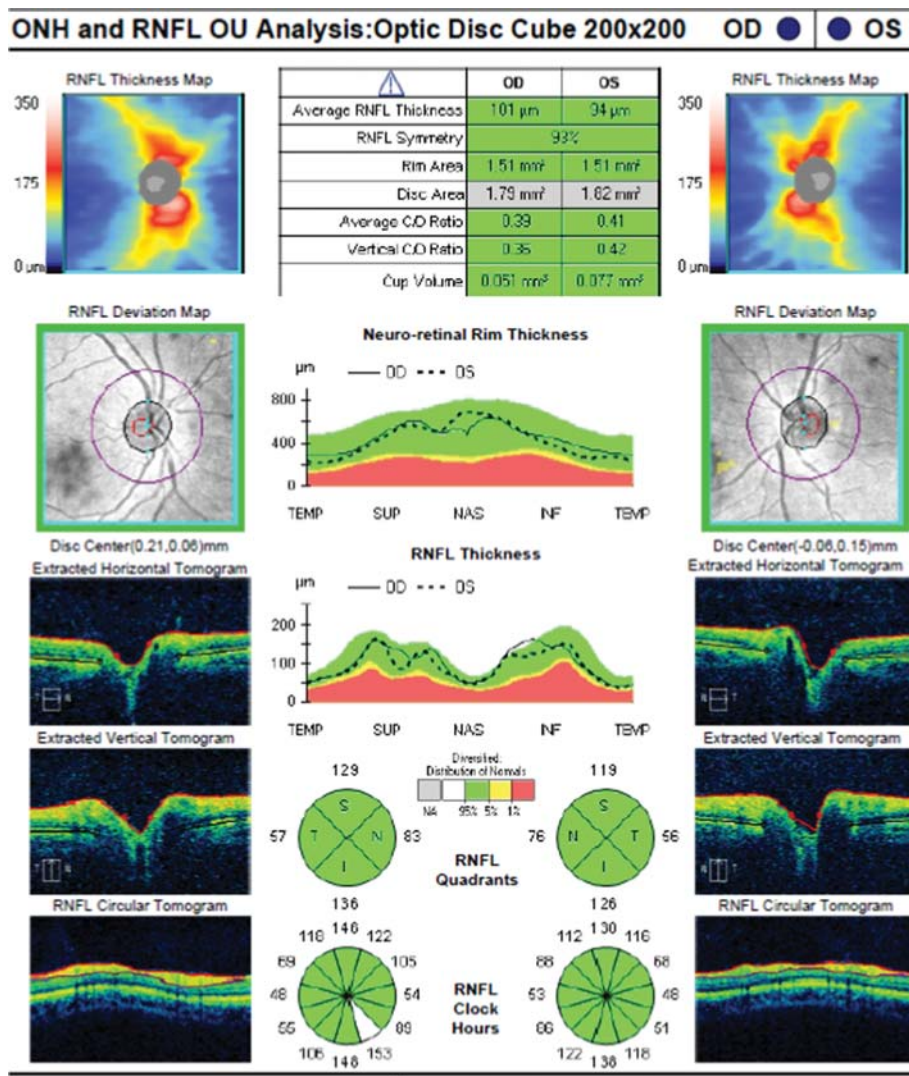 ONH and RNFL OU Analysis:Optic Disc Cube 200x200 OD OS
RNFL Thickness Map
350
175
0 µm
OD OS
Average RNFL Thickness 101 µm 94 µm
RNFL Symmetry 93%
Rim Area 1.51 mm² 1.51 mm²
Disc Area 1.79 mm² 1.82 mm²
Average C/D Ratio 0.39 0.41
Vertical C/D Ratio 0.36 0.42
Cup Volume 0.051 mm³ 0.077 mm³
RNFL Thickness Map
350
175
0 µm
RNFL Deviation Map
Disc Center(0.21,0.06)mm
Neuro-retinal Rim Thickness
µm OD OS
800
400
0
TEMP SUP NAS INF TEMP
RNFL Deviation Map
Disc Center(-0.06,0.15)mm
Extracted Horizontal Tomogram
T N
RNFL Thickness
µm OD OS
200
100
0
TEMP SUP NAS INF TEMP
Extracted Horizontal Tomogram
N T
Extracted Vertical Tomogram
Diversified:
Distribution of Normals
NA 95% 5% 1%
129
S
57 T N 83
I
136
RNFL
Quadrants
119
S
76 N T 56
I
126
Extracted Vertical Tomogram
RNFL Circular Tomogram
146
118 122
69 105
48 54
55 89
106 153
148
RNFL
Clock
Hours
130
112 116
88 68
53 48
86 51
122 118
138
RNFL Circular Tomogram